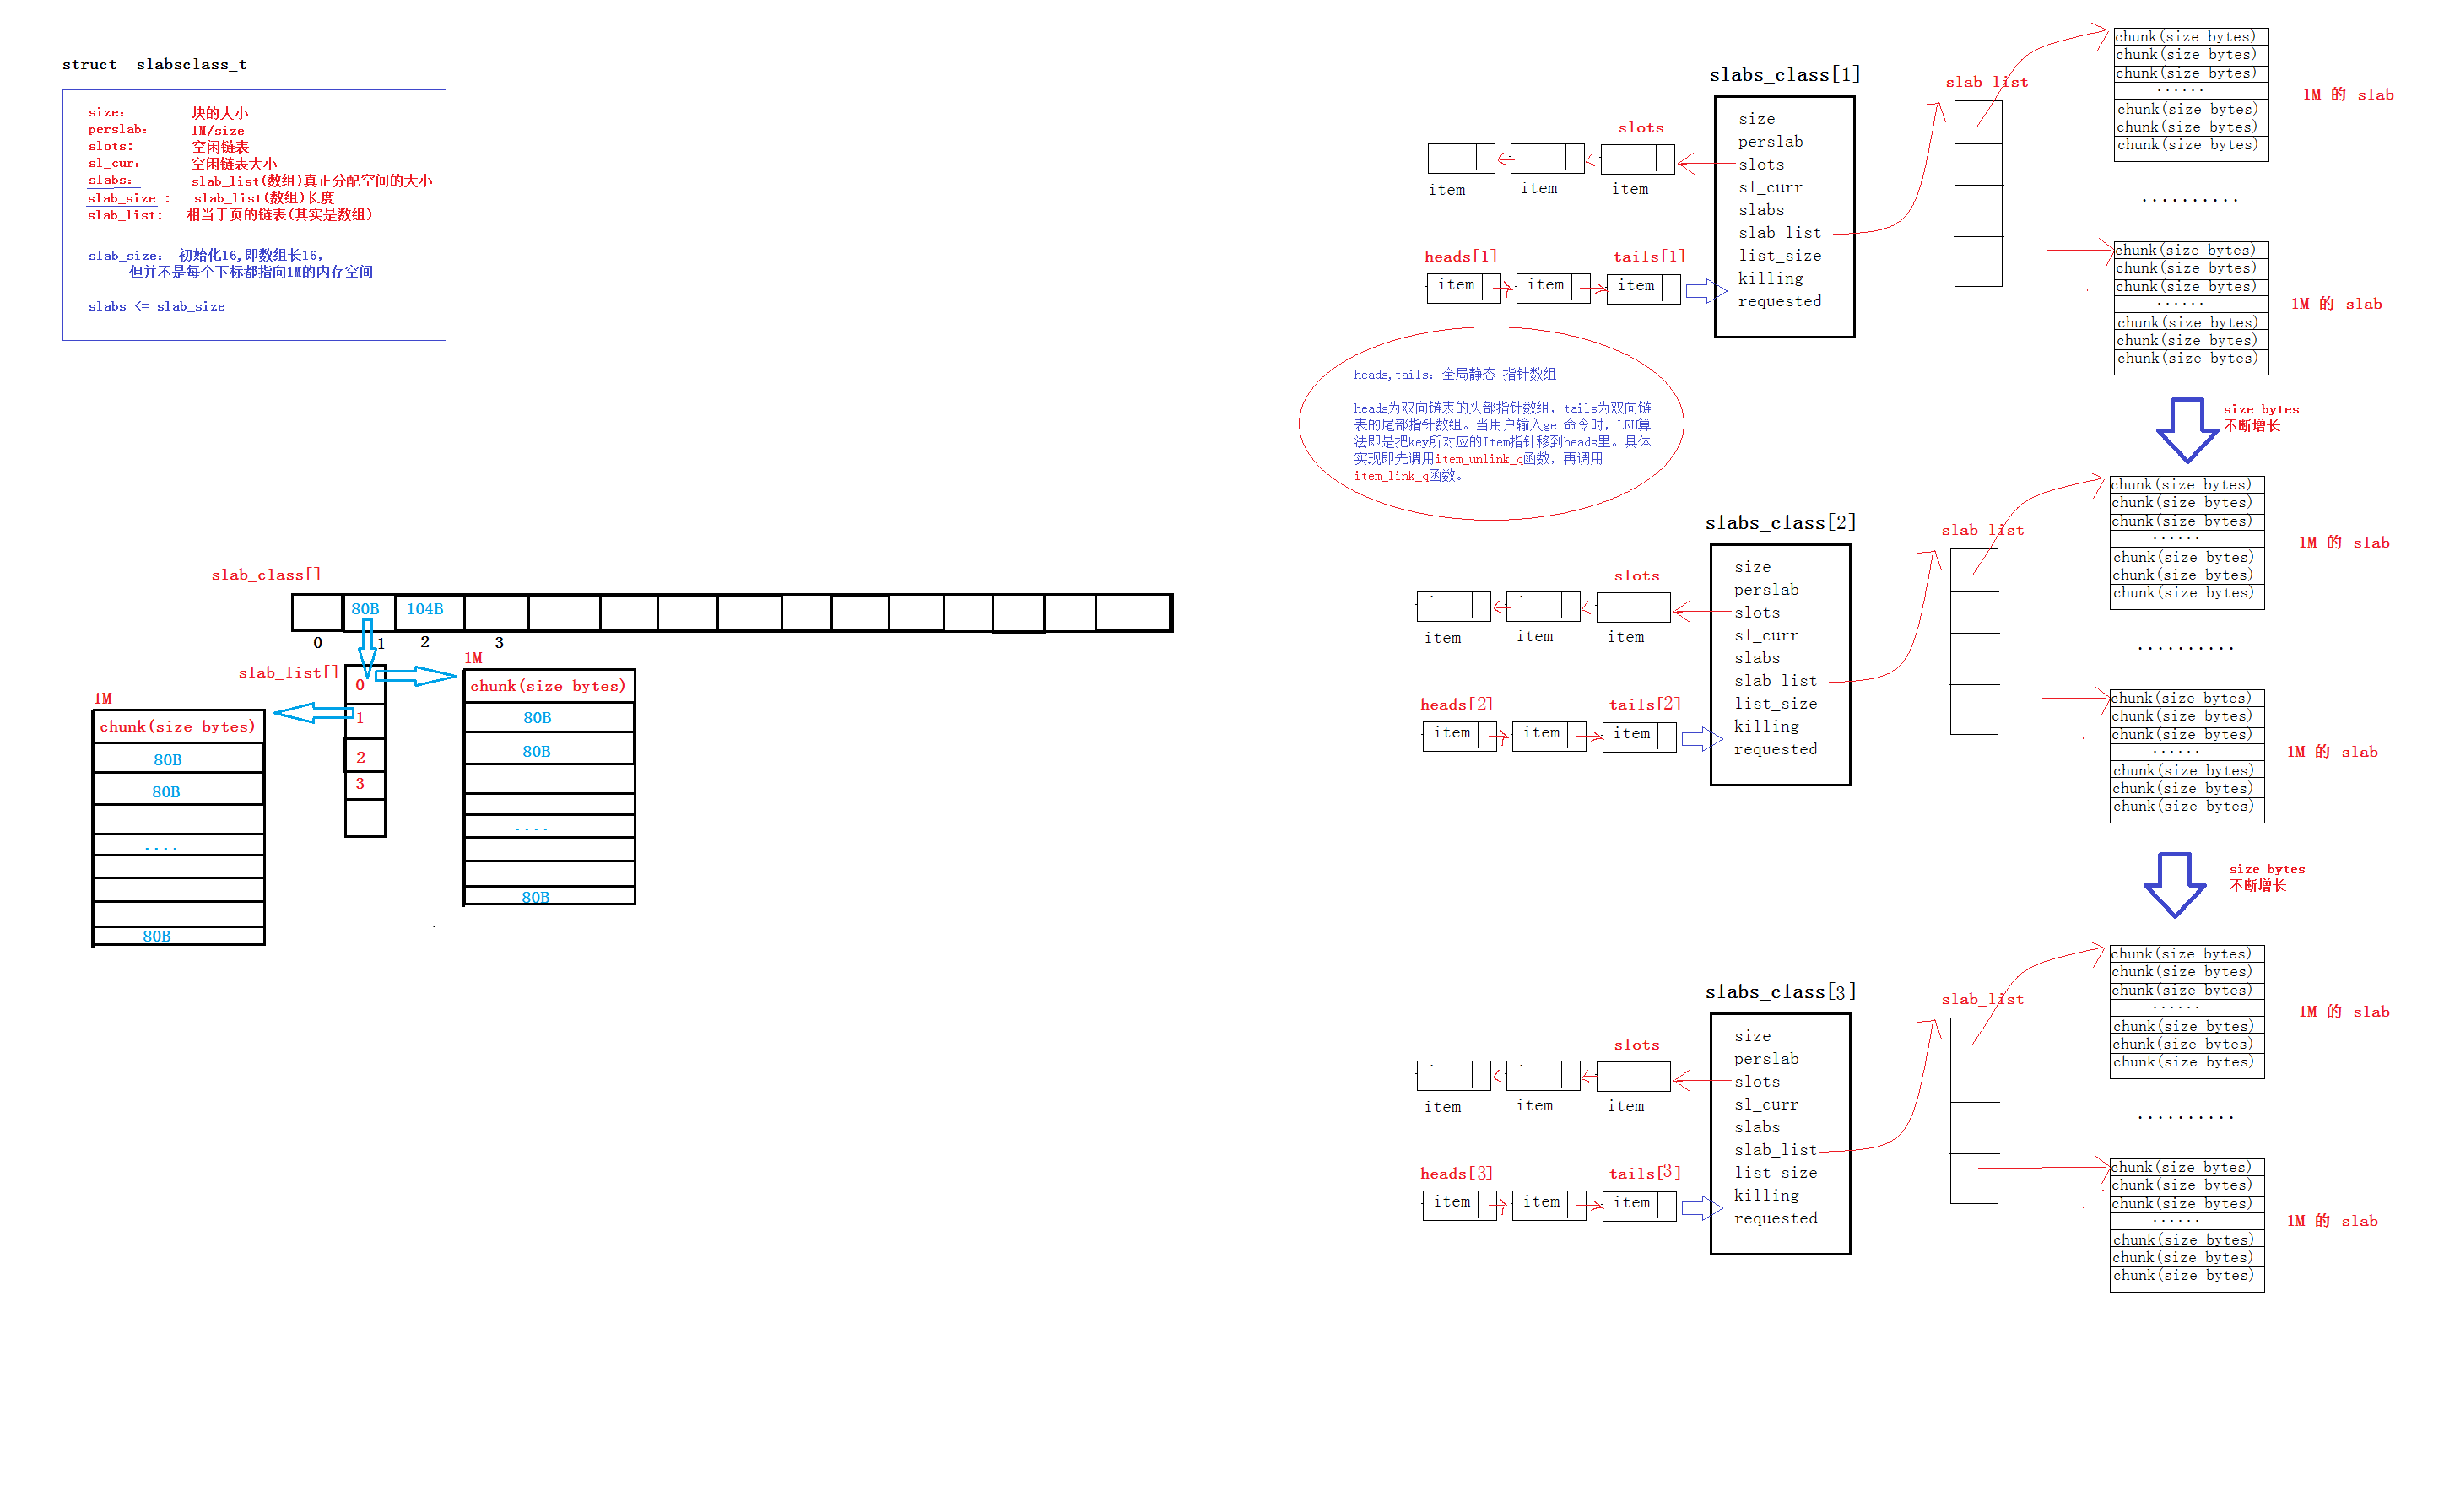 struct  slabsclass_t
size:  块的大小
perslab:  1M/size
slots:  空闲链表
sl_cur:  空闲链表大小
slabs:  slab_list(数组)真正分配空间的大小
slab_size :  slab_list(数组)长度
slab_list:  相当于页的链表(其实是数组)
slab_size: 初始化16,即数组长16,
但并不是每个下标都指向1M的内存空间
slabs <= slab_size
slab_class[]
80B 104B
0 1 2 3
slab_list[]
0
1
2
3
1M
chunk(size bytes)
80B
80B
....
80B
1M
chunk(size bytes)
80B
80B
....
80B
slabs_class[1]
size
perslab
slots
sl_curr
slabs
slab_list
list_size
killing
requested
slots
item item item
heads[1] tails[1]
item item item
slab_list
chunk(size bytes)
chunk(size bytes)
chunk(size bytes)
······
chunk(size bytes)
chunk(size bytes)
chunk(size bytes)
1M 的 slab
··········
chunk(size bytes)
chunk(size bytes)
chunk(size bytes)
······
chunk(size bytes)
chunk(size bytes)
chunk(size bytes)
1M 的 slab
heads,tails: 全局静态 指针数组
heads为双向链表的头部指针数组，tails为双向链
表的尾部指针数组。当用户输入get命令时，LRU算
法即是把key所对应的Item指针移到heads里。具体
实现即先调用item_unlink_q函数，再调用
item_link_q函数。
size bytes
不断增长
slabs_class[2]
size
perslab
slots
sl_curr
slabs
slab_list
list_size
killing
requested
slots
item item item
heads[2] tails[2]
item item item
slab_list
chunk(size bytes)
chunk(size bytes)
chunk(size bytes)
······
chunk(size bytes)
chunk(size bytes)
chunk(size bytes)
1M 的 slab
··········
chunk(size bytes)
chunk(size bytes)
chunk(size bytes)
······
chunk(size bytes)
chunk(size bytes)
chunk(size bytes)
1M 的 slab
size bytes
不断增长
slabs_class[3]
size
perslab
slots
sl_curr
slabs
slab_list
list_size
killing
requested
slots
item item item
heads[3] tails[3]
item item item
slab_list
chunk(size bytes)
chunk(size bytes)
chunk(size bytes)
······
chunk(size bytes)
chunk(size bytes)
chunk(size bytes)
1M 的 slab
··········
chunk(size bytes)
chunk(size bytes)
chunk(size bytes)
······
chunk(size bytes)
chunk(size bytes)
chunk(size bytes)
1M 的 slab